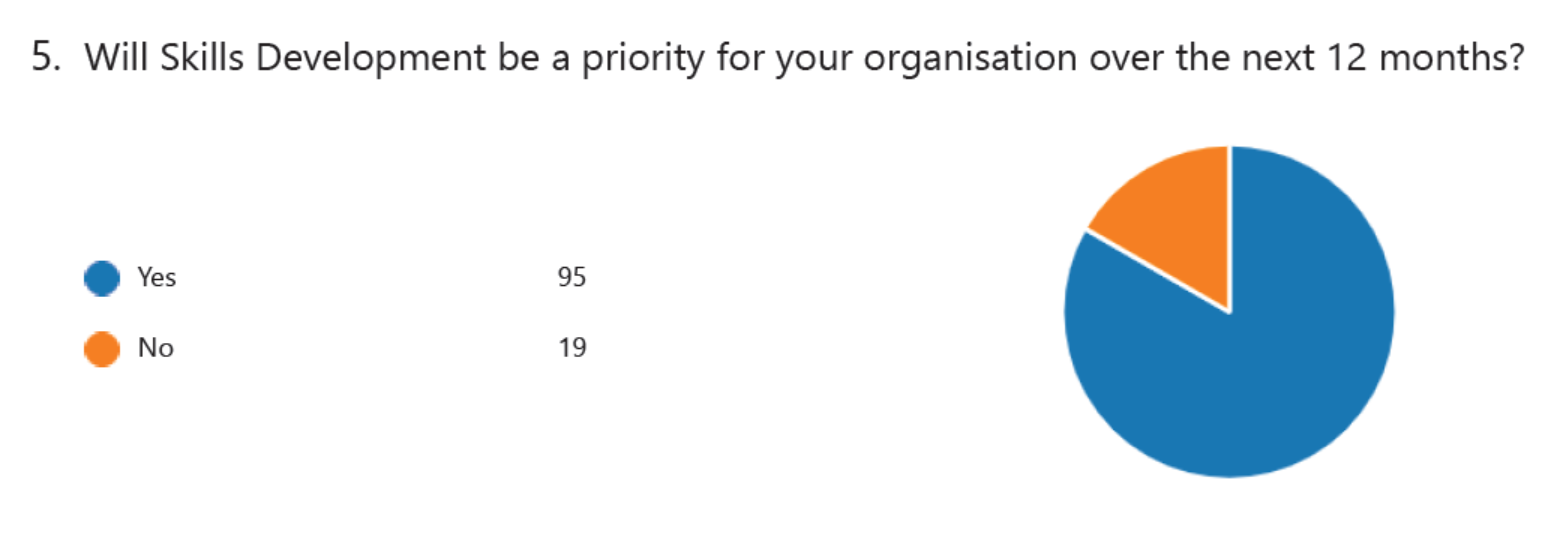 5. Will Skills Development be a priority for your organisation over the next 12 months?
Yes 95
No 19